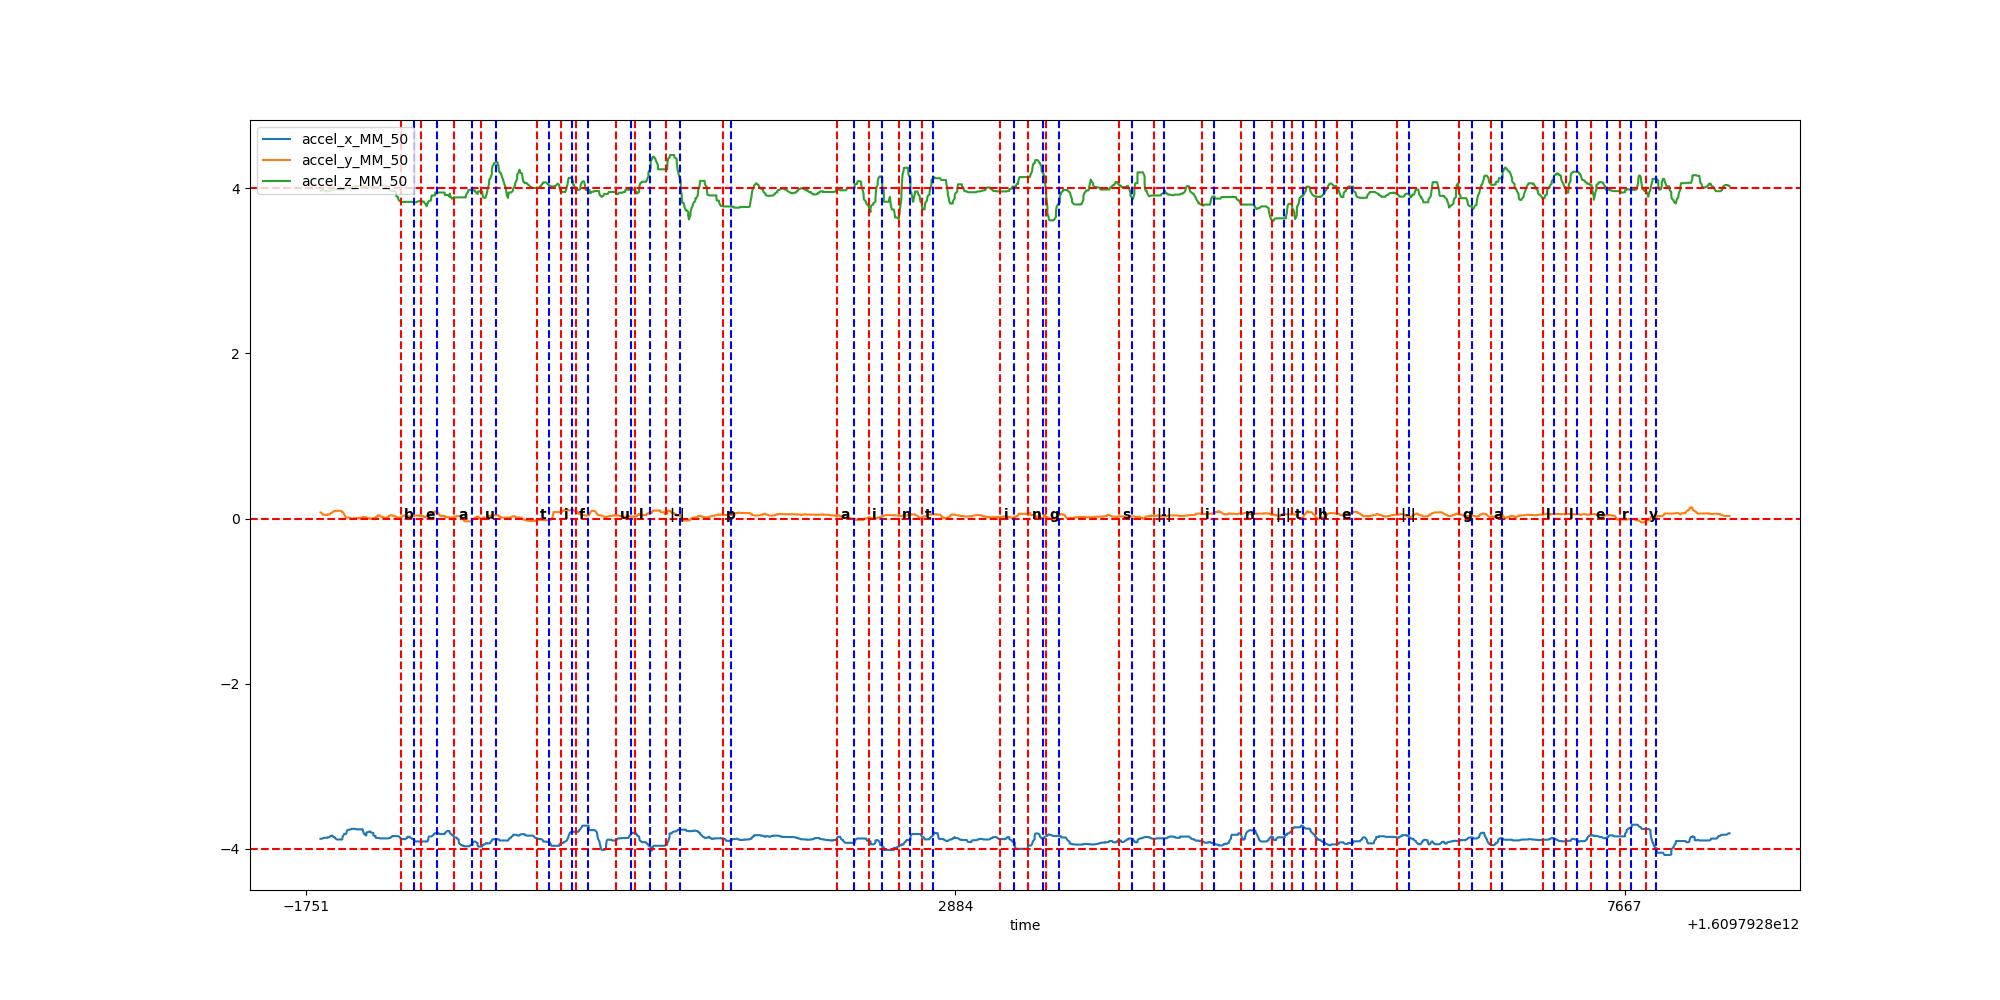 accel_x_MM_50
accel_y_MM_50
accel_z_MM_50
4
2
0
−2
−4
b e a u t i f u l |-| p a i n t i n g s |-| i n |-| t h e |-| g a l l e r y
−1751 2884 7667
time
+1.6097928e12